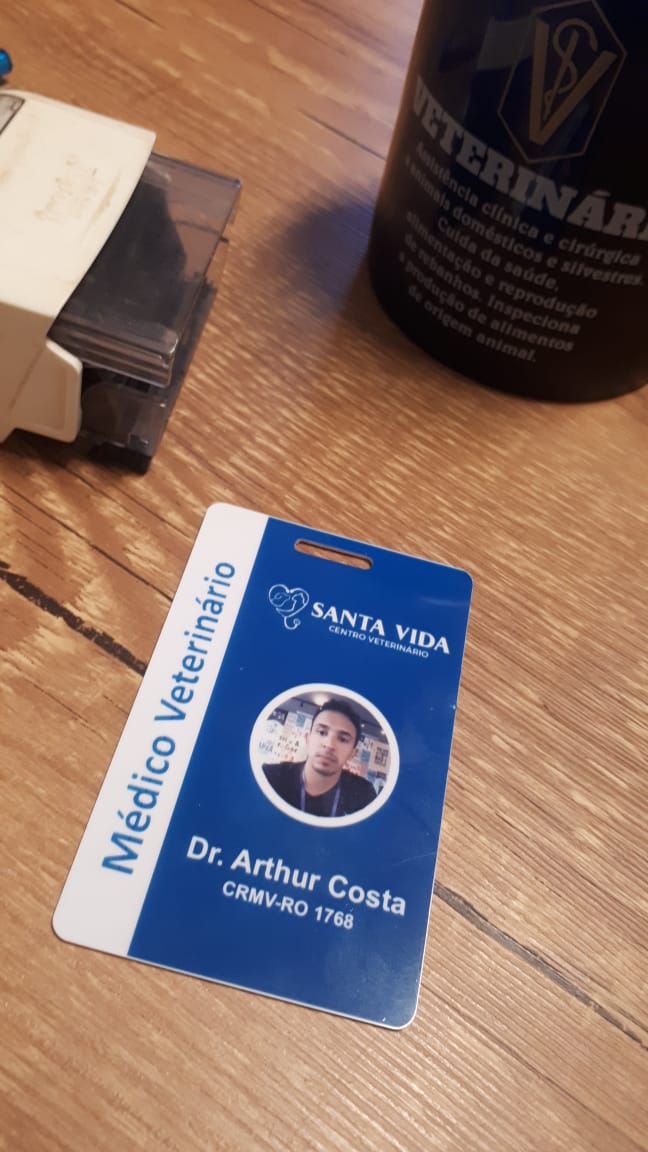 VETERINÁR
Assistência clínica e cirúrgica
a animais domésticos e silvestres.
Cuida da saúde,
alimentação e reprodução
de rebanhos. Inspeciona
a produção de alimentos
de origem animal.
SANTA VIDA
CENTRO VETERINÁRIO
Médico Veterinário
Dr. Arthur Costa
CRMV-RO 1768